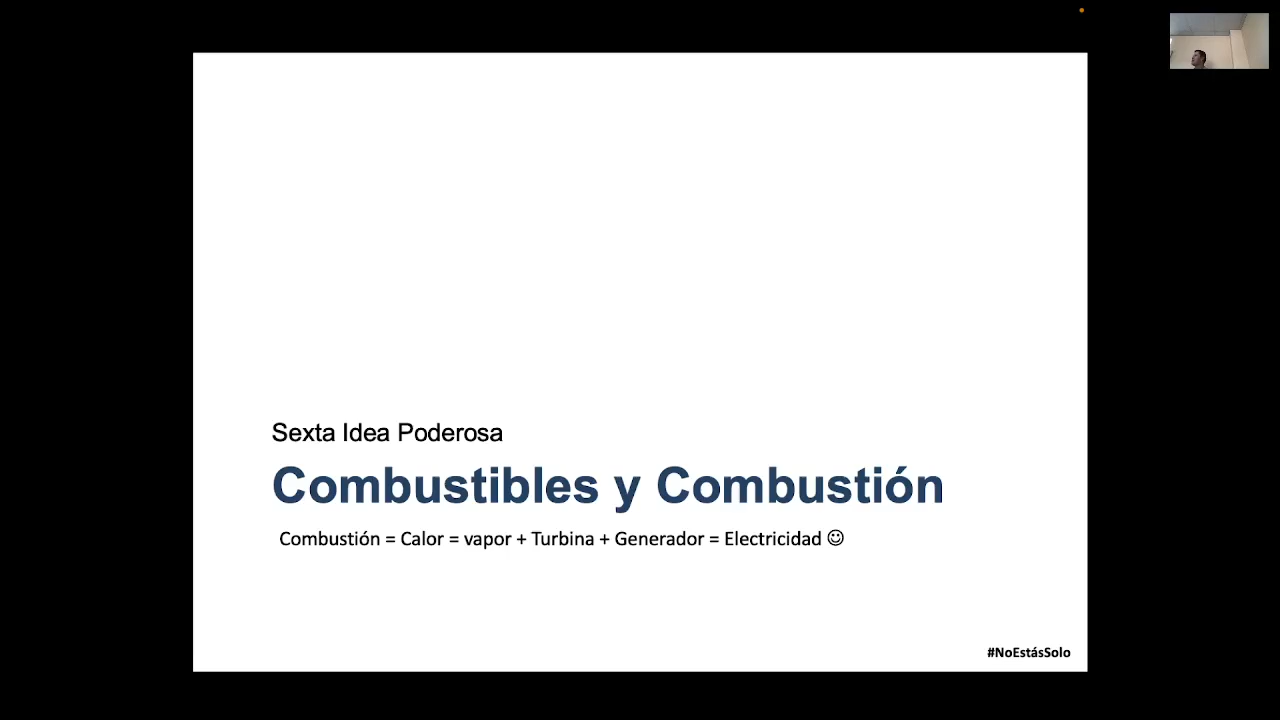 Sexta Idea Poderosa
Combustibles y Combustión
Combustión = Calor = vapor + Turbina + Generador = Electricidad ☺
#NoEstásSolo